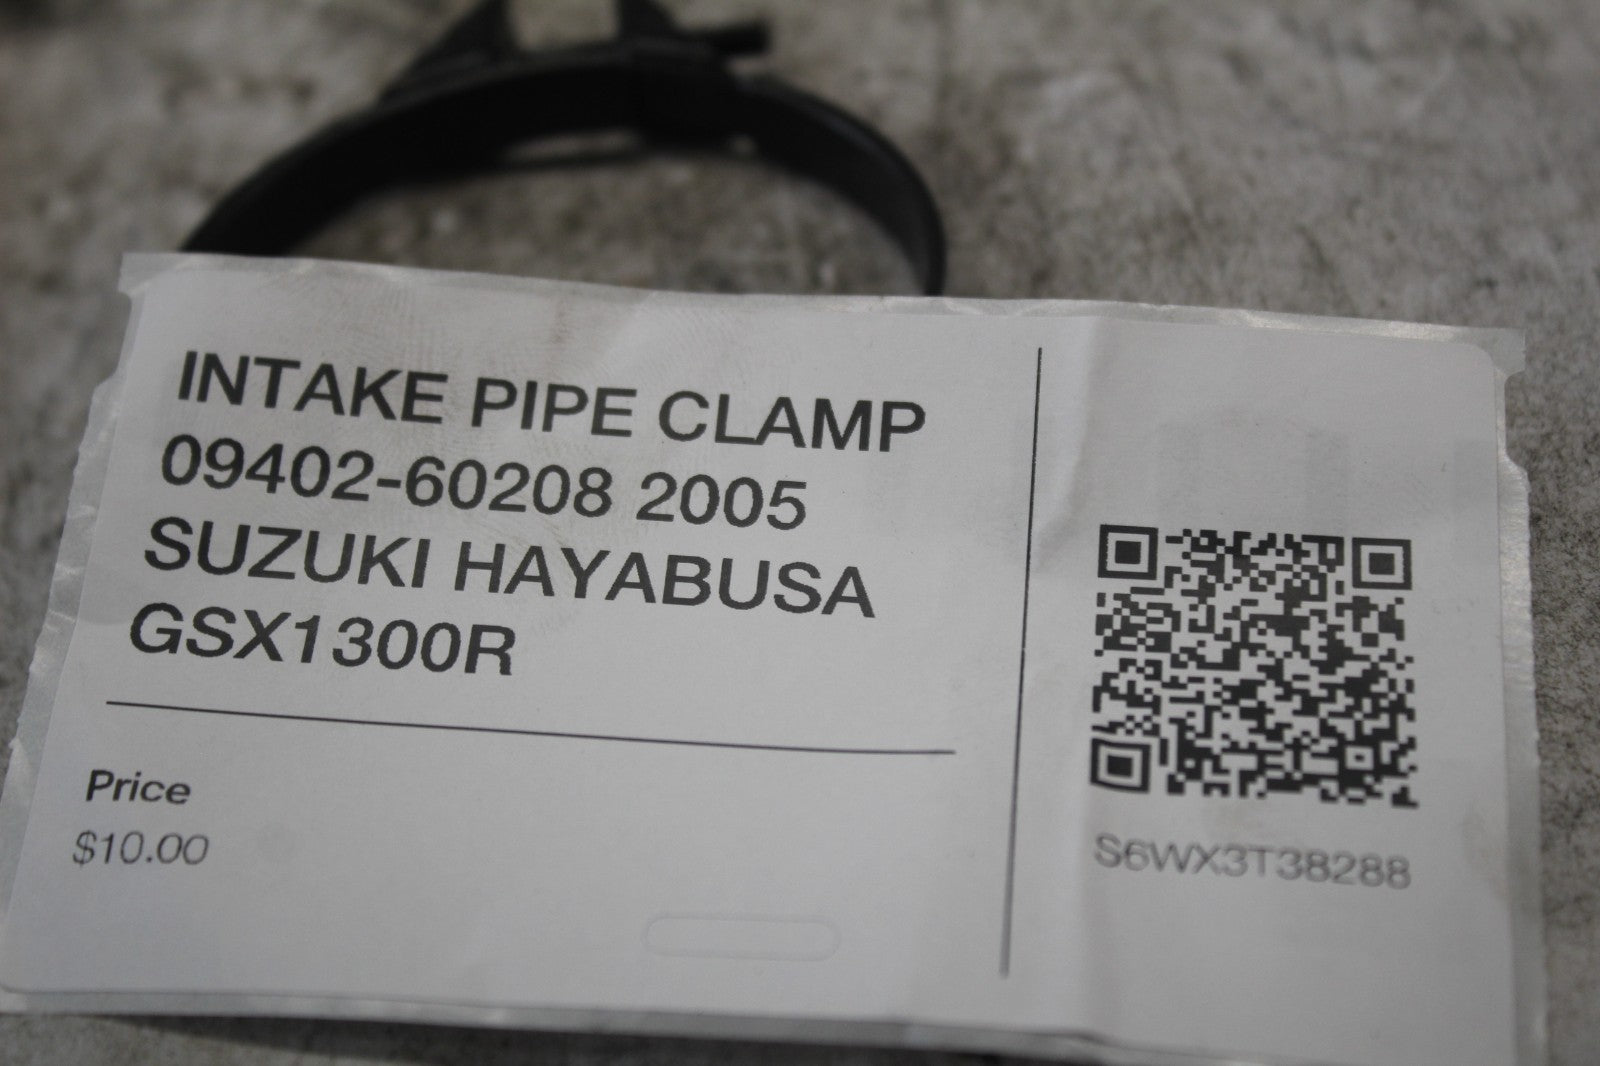 INTAKE PIPE CLAMP
09402-60208 2005
SUZUKI HAYABUSA
GSX1300R
Price
$10.00
S6WX3T38288